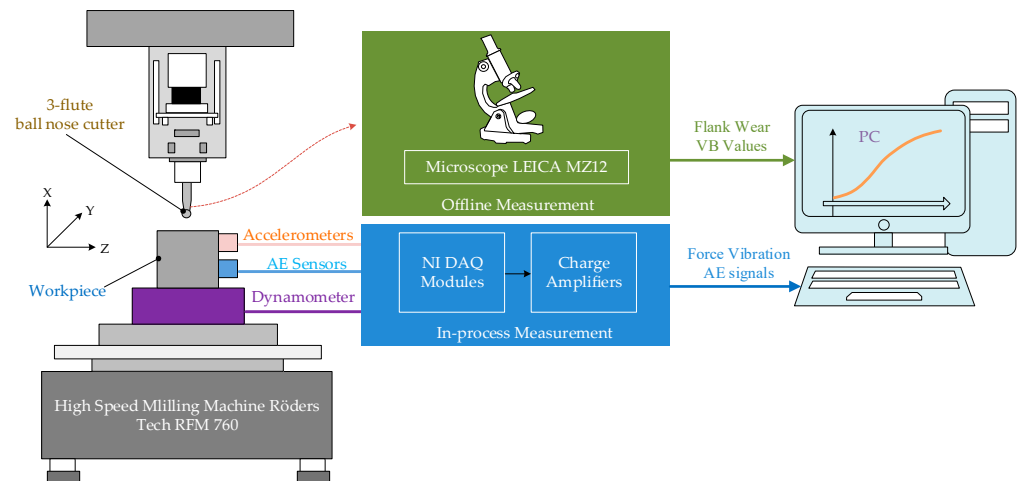 3-flute
ball nose cutter
X
Y
Z
Workpiece
Accelerometers
AE Sensors
Dynamometer
High Speed Mlilling Machine Röders
Tech RFM 760
Microscope LEICA MZ12
Offline Measurement
NI DAQ
Modules
Charge
Amplifiers
In-process Measurement
Flank Wear
VB Values
Force Vibration
AE signals
PC